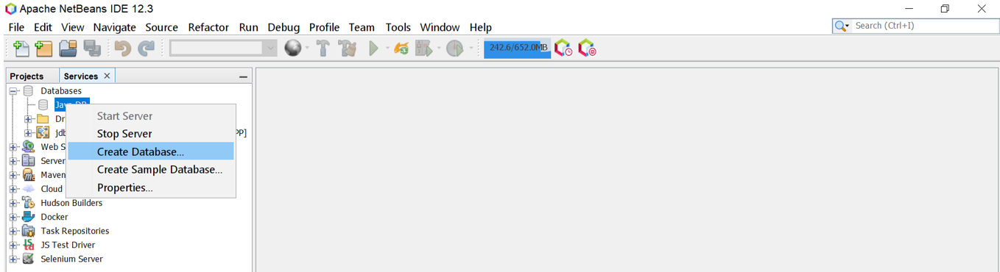 Apache NetBeans IDE 12.3
File Edit View Navigate Source Refactor Run Debug Profile Team Tools Window Help
Search (Ctrl+I)
242.6/652.0MB
Projects Services
Databases
Java DB
Start Server
Dr
Stop Server
jdb PP]
Web S
Create Database...
Server
Create Sample Database...
Maven
Cloud
Properties...
Hudson Builders
Docker
Task Repositories
JS Test Driver
Selenium Server